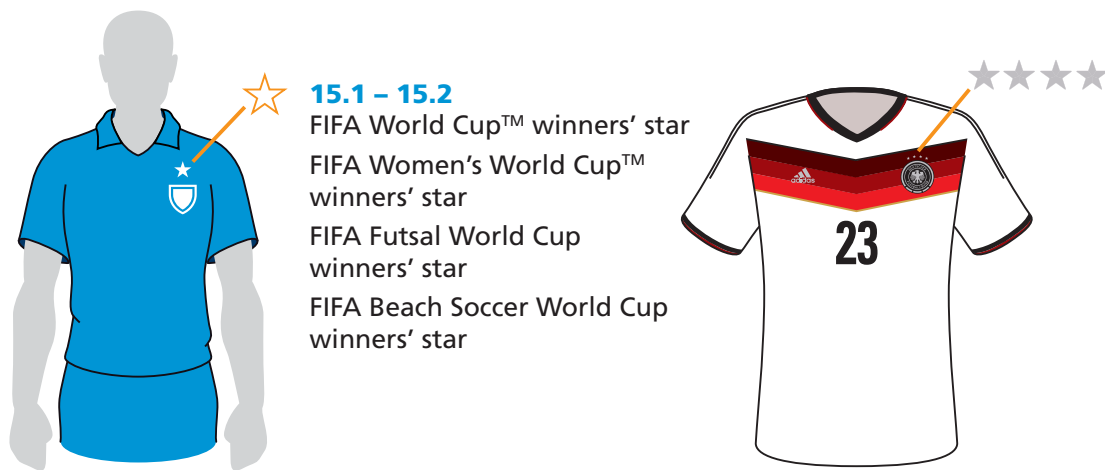 15.1 – 15.2
FIFA World Cup™ winners’ star
FIFA Women’s World Cup™
winners’ star
FIFA Futsal World Cup
winners’ star
FIFA Beach Soccer World Cup
winners’ star
adidas
23